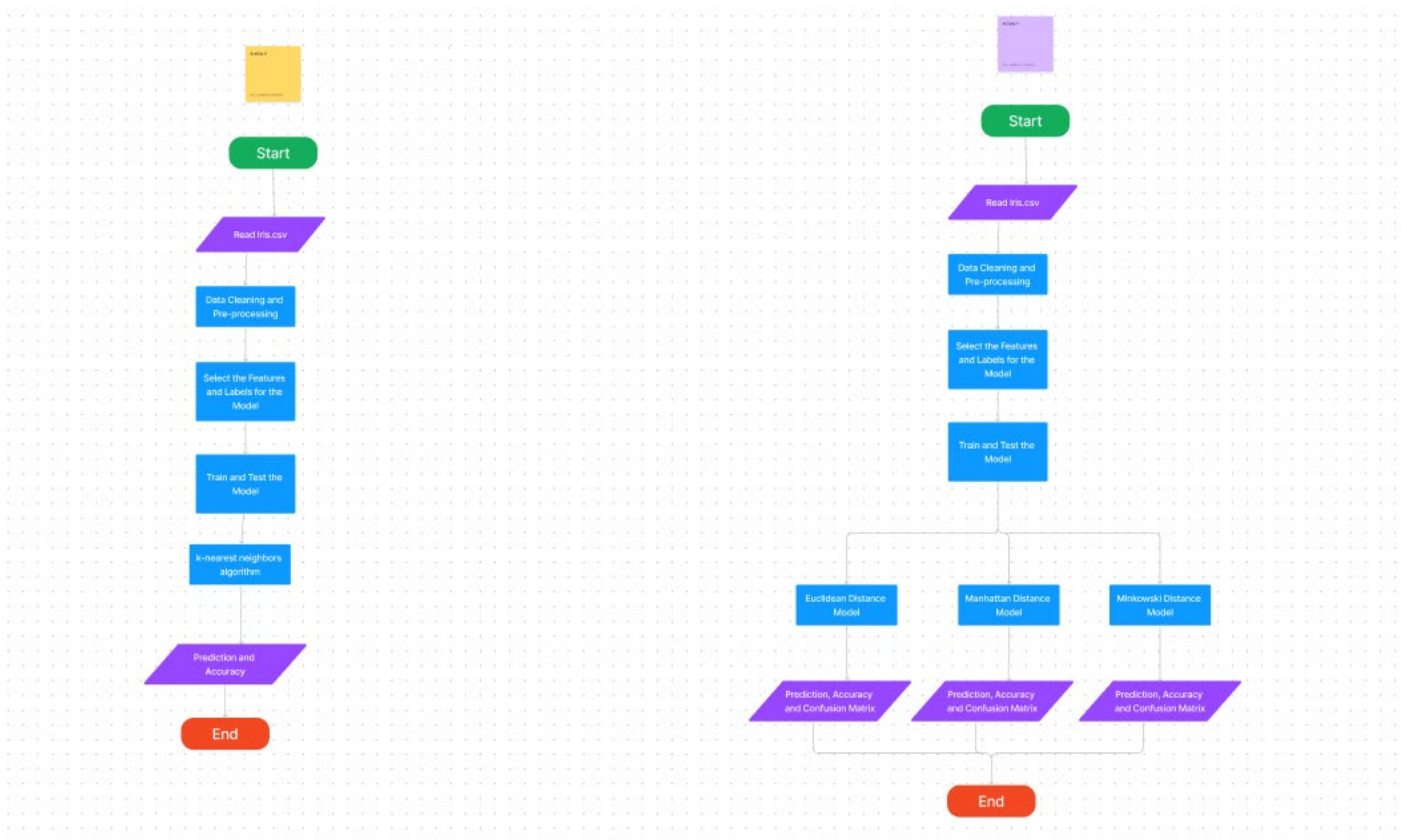 Start
Read Iris.csv
Data Cleaning and
Pre-processing
Select the Features
and Labels for the
Model
Train and Test the
Model
k-nearest neighbors
algorithm
Prediction and
Accuracy
End
Start
Read Iris.csv
Data Cleaning and
Pre-processing
Select the Features
and Labels for the
Model
Train and Test the
Model
Euclidean Distance
Model
Manhattan Distance
Model
Minkowski Distance
Model
Prediction, Accuracy
and Confusion Matrix
Prediction, Accuracy
and Confusion Matrix
Prediction, Accuracy
and Confusion Matrix
End